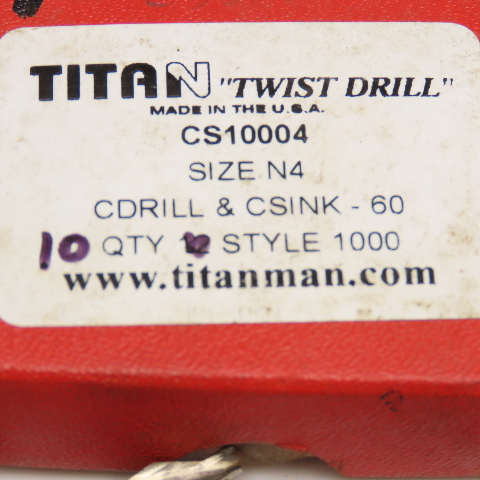 TITAN "TWIST DRILL"
MADE IN THE U.S.A.
CS10004
SIZE N4
CDRILL & CSINK - 60
10 QTY STYLE 1000
www.titanman.com